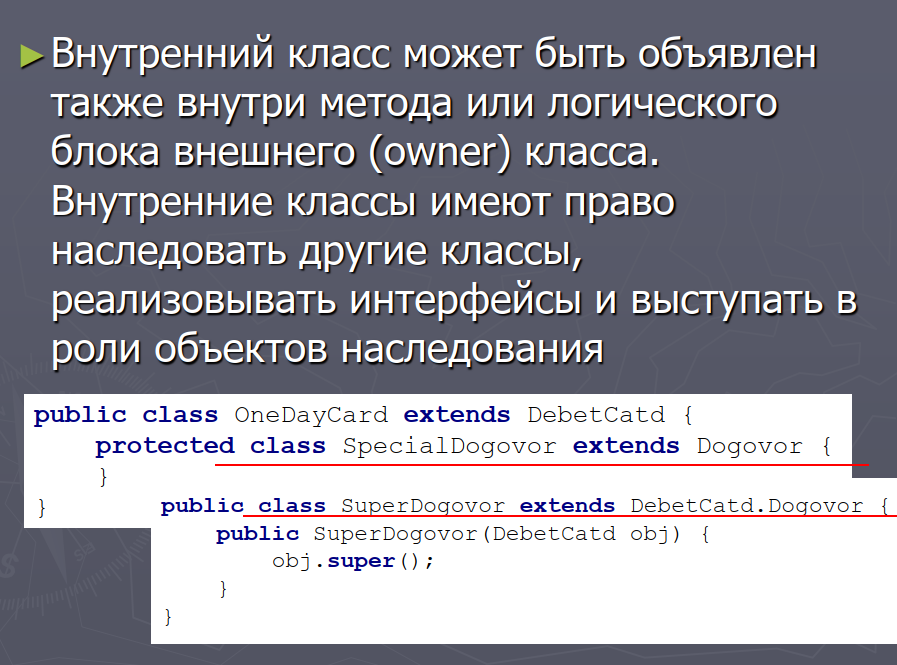 Внутренний класс может быть объявлен
также внутри метода или логического
блока внешнего (owner) класса.
Внутренние классы имеют право
наследовать другие классы,
реализовывать интерфейсы и выступать в
роли объектов наследования
public class OneDayCard extends DebetCatd {
protected class SpecialDogovor extends Dogovor {
}
}
public class SuperDogovor extends DebetCatd.Dogovor {
public SuperDogovor(DebetCatd obj) {
obj.super();
}
}